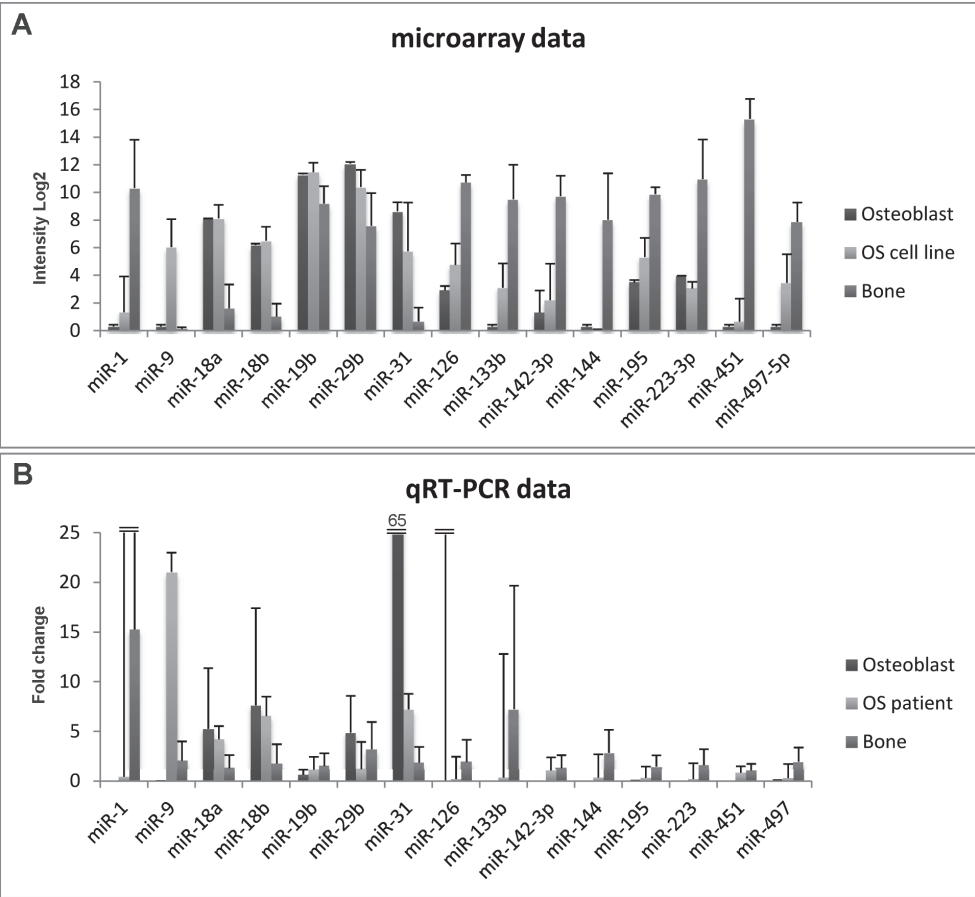 A
microarray data
Intensity Log2
18
16
14
12
10
8
6
4
2
0
miR-1
miR-9
miR-18a
miR-18b
miR-19b
miR-29b
miR-31
miR-126
miR-133b
miR-142-3p
miR-144
miR-195
miR-223-3p
miR-451
miR-497-5p
Osteoblast
OS cell line
Bone
B
qRT-PCR data
Fold change
25
20
15
10
5
0
65
miR-1
miR-9
miR-18a
miR-18b
miR-19b
miR-29b
miR-31
miR-126
miR-133b
miR-142-3p
miR-144
miR-195
miR-223
miR-451
miR-497
Osteoblast
OS patient
Bone